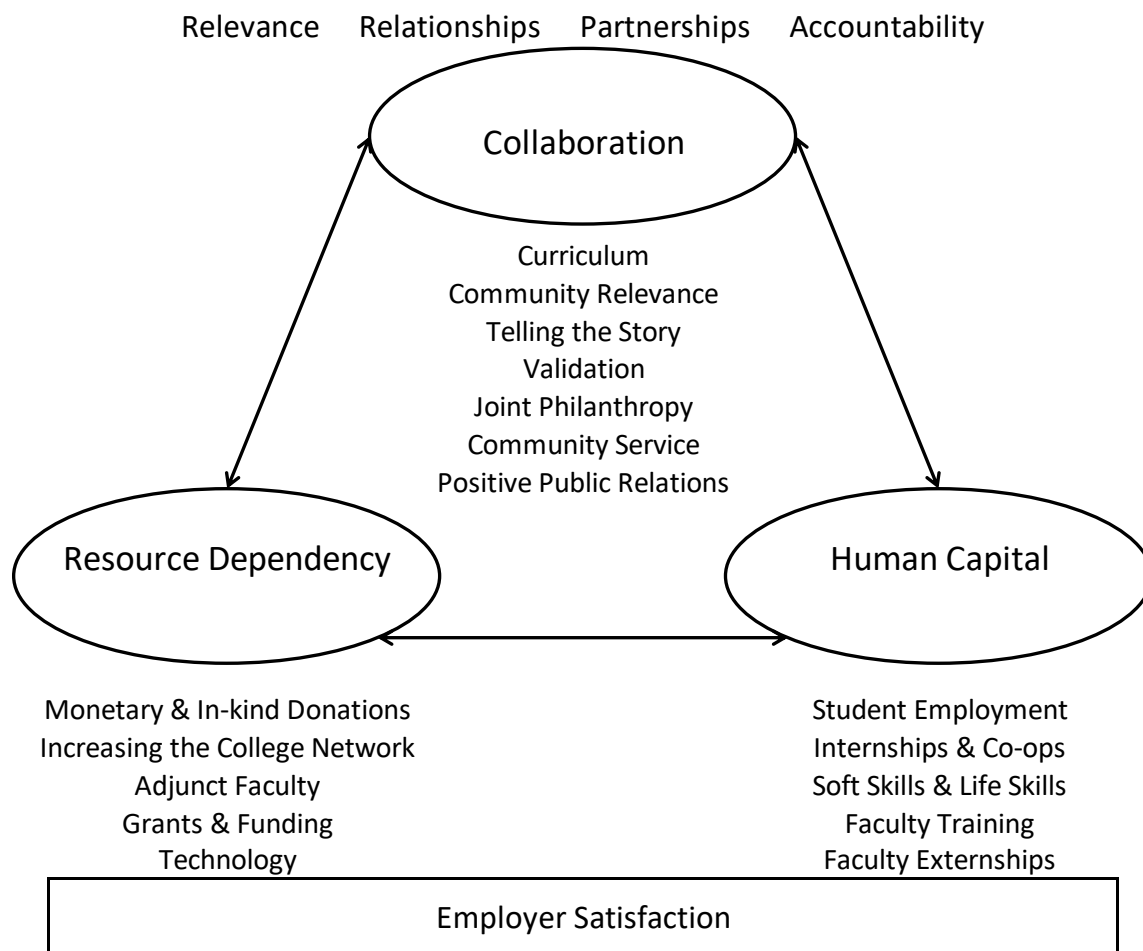 Relevance Relationships Partnerships Accountability
Collaboration
Curriculum
Community Relevance
Telling the Story
Validation
Joint Philanthropy
Community Service
Positive Public Relations
Resource Dependency
Human Capital
Monetary & In-kind Donations
Increasing the College Network
Adjunct Faculty
Grants & Funding
Technology
Student Employment
Internships & Co-ops
Soft Skills & Life Skills
Faculty Training
Faculty Externships
Employer Satisfaction